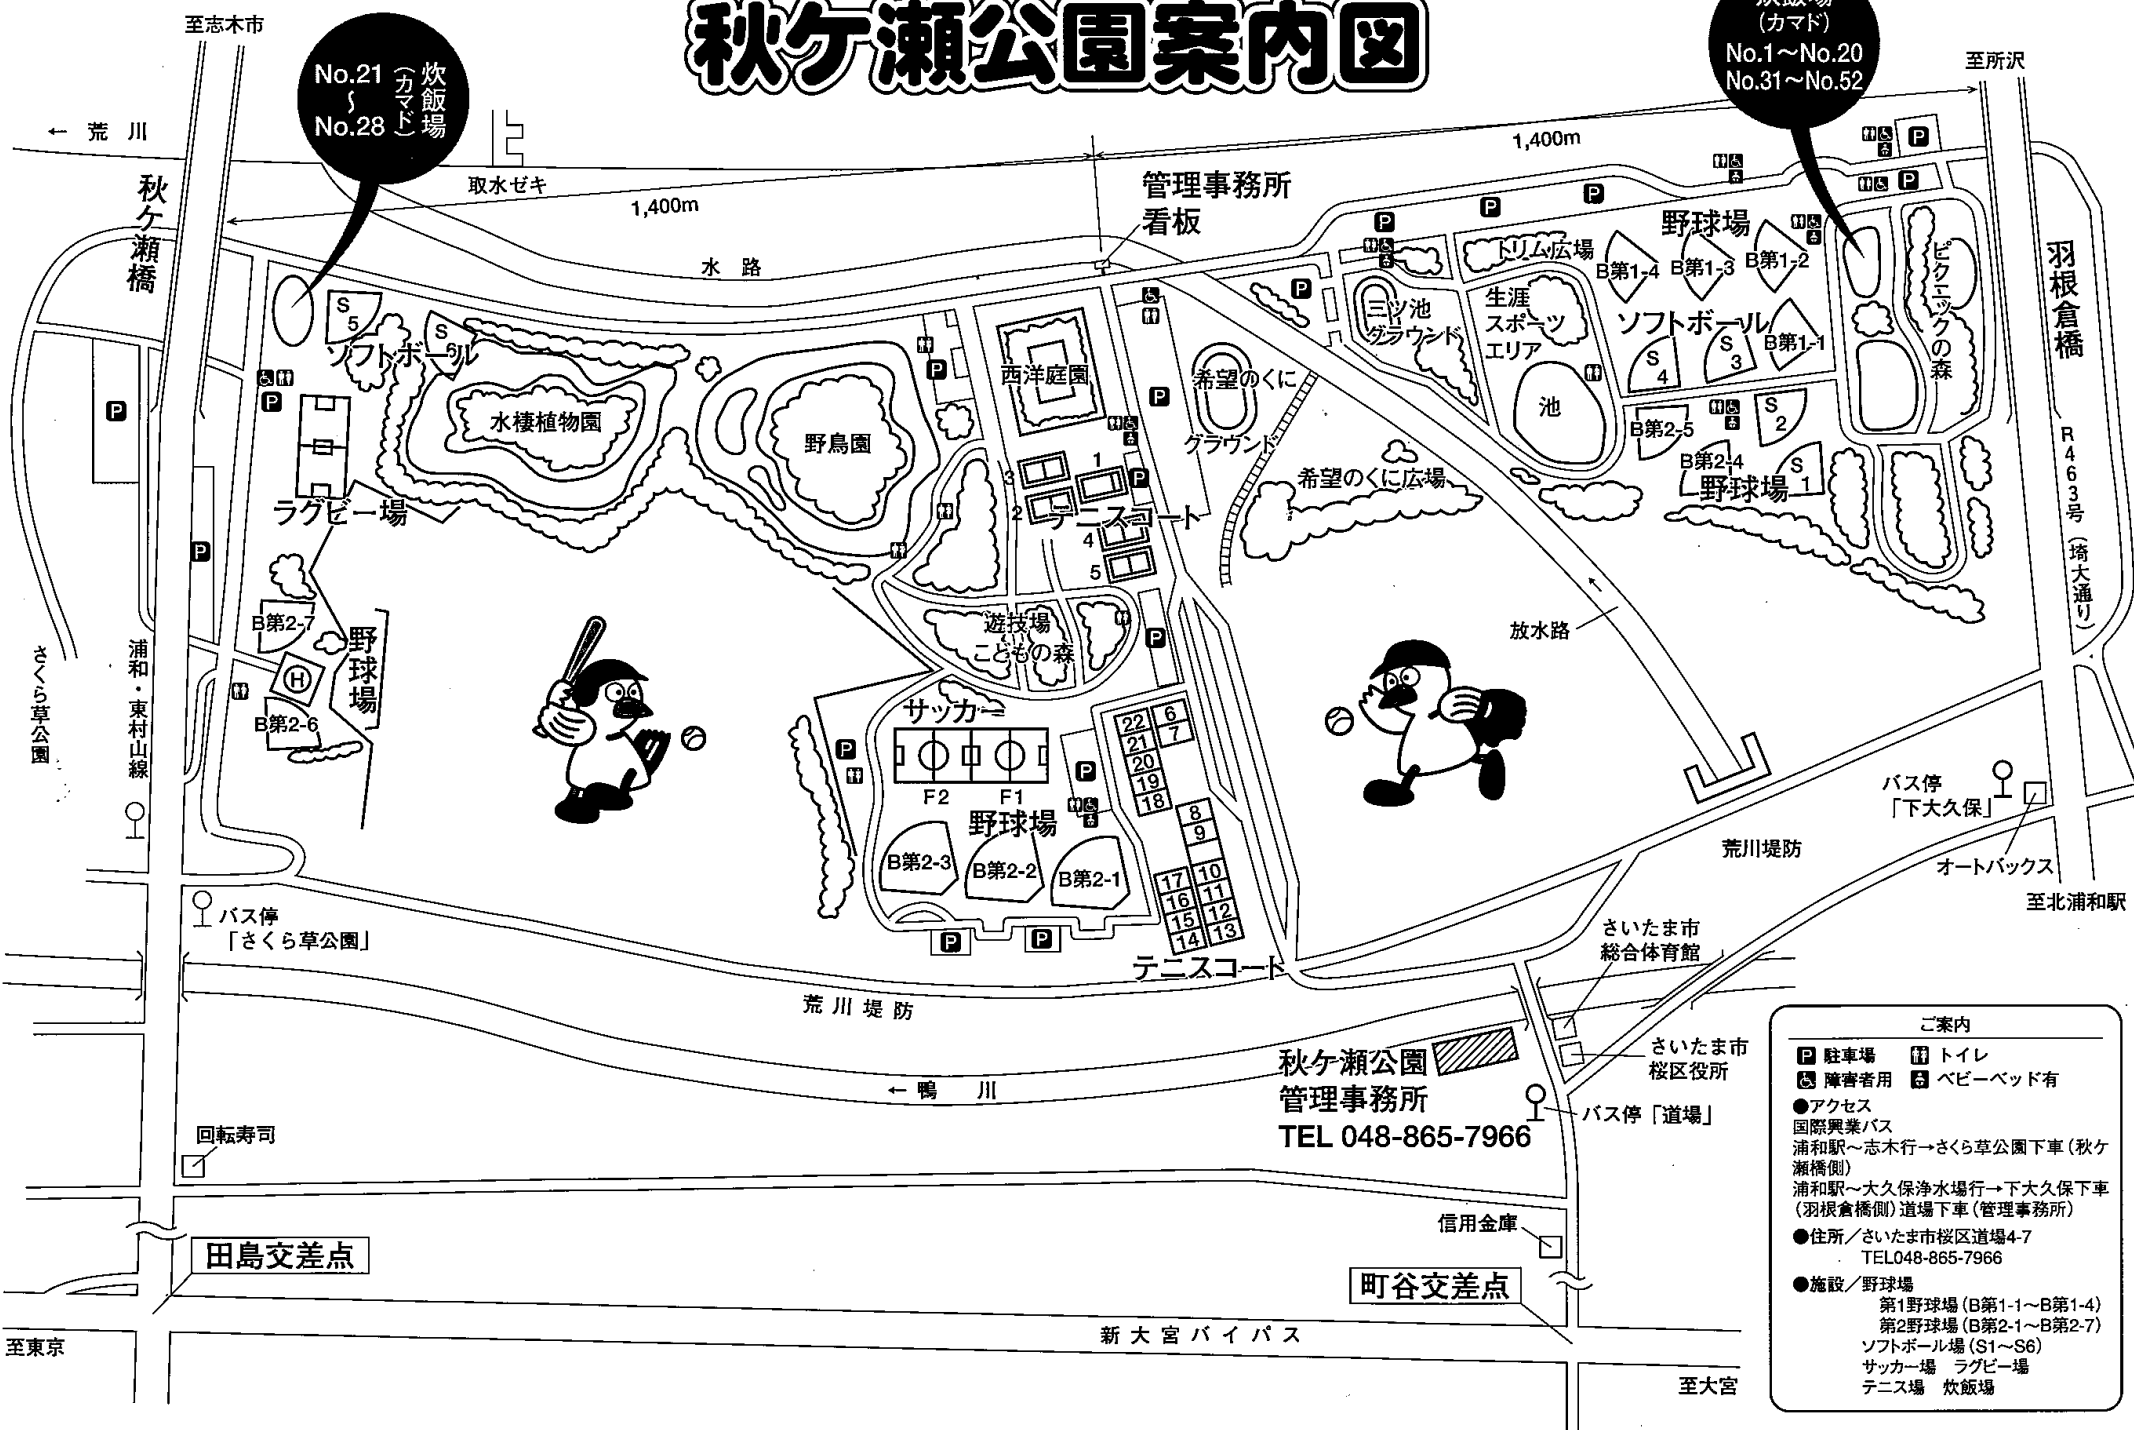 秋ケ瀬公園案内図
至志木市
炊飯場
(カマド)
No.21
～
No.28
炊飯場
(カマド)
No.1～No.20
No.31～No.52
至所沢
← 荒川
秋ケ瀬橋
取水ゼキ
1,400m
1,400m
管理事務所
看板
水路
野球場
トリム広場
B第1-4
B第1-3
B第1-2
ピクニックの森
羽根倉橋
S
5
S
6
ソフトボール
三ツ池
グラウンド
生涯
スポーツ
エリア
ソフトボール
S
4
S
3
B第1-1
西洋庭園
希望のくに
グラウンド
池
水棲植物園
野鳥園
S
2
B第2-5
B第2-4
S
1
野球場
希望のくに広場
1
3
2
テニスコート
4
5
ラグビー場
R463号(埼大通り)
P
B第2-7
野球場
H
B第2-6
遊技場
こどもの森
放水路
さくら草公園
浦和・東村山線
サッカー
F2
F1
野球場
B第2-3
B第2-2
B第2-1
22
21
20
19
18
6
7
8
9
10
11
12
13
17
16
15
14
テニスコート
バス停
「下大久保」
オートバックス
荒川堤防
至北浦和駅
バス停
「さくら草公園」
さいたま市
総合体育館
荒川堤防
秋ケ瀬公園
管理事務所
TEL 048-865-7966
さいたま市
桜区役所
バス停「道場」
← 鴨川
回転寿司
信用金庫
田島交差点
町谷交差点
新大宮バイパス
至東京
至大宮
ご案内
P 駐車場 トイレ
障害者用 ベビーベッド有
●アクセス
国際興業バス
浦和駅～志木行→さくら草公園下車(秋ケ
瀬橋側)
浦和駅～大久保浄水場行→下大久保下車
(羽根倉橋側)道場下車(管理事務所)
●住所／さいたま市桜区道場4-7
TEL048-865-7966
●施設／野球場
第1野球場(B第1-1～B第1-4)
第2野球場(B第2-1～B第2-7)
ソフトボール場(S1～S6)
サッカー場 ラグビー場
テニス場 炊飯場